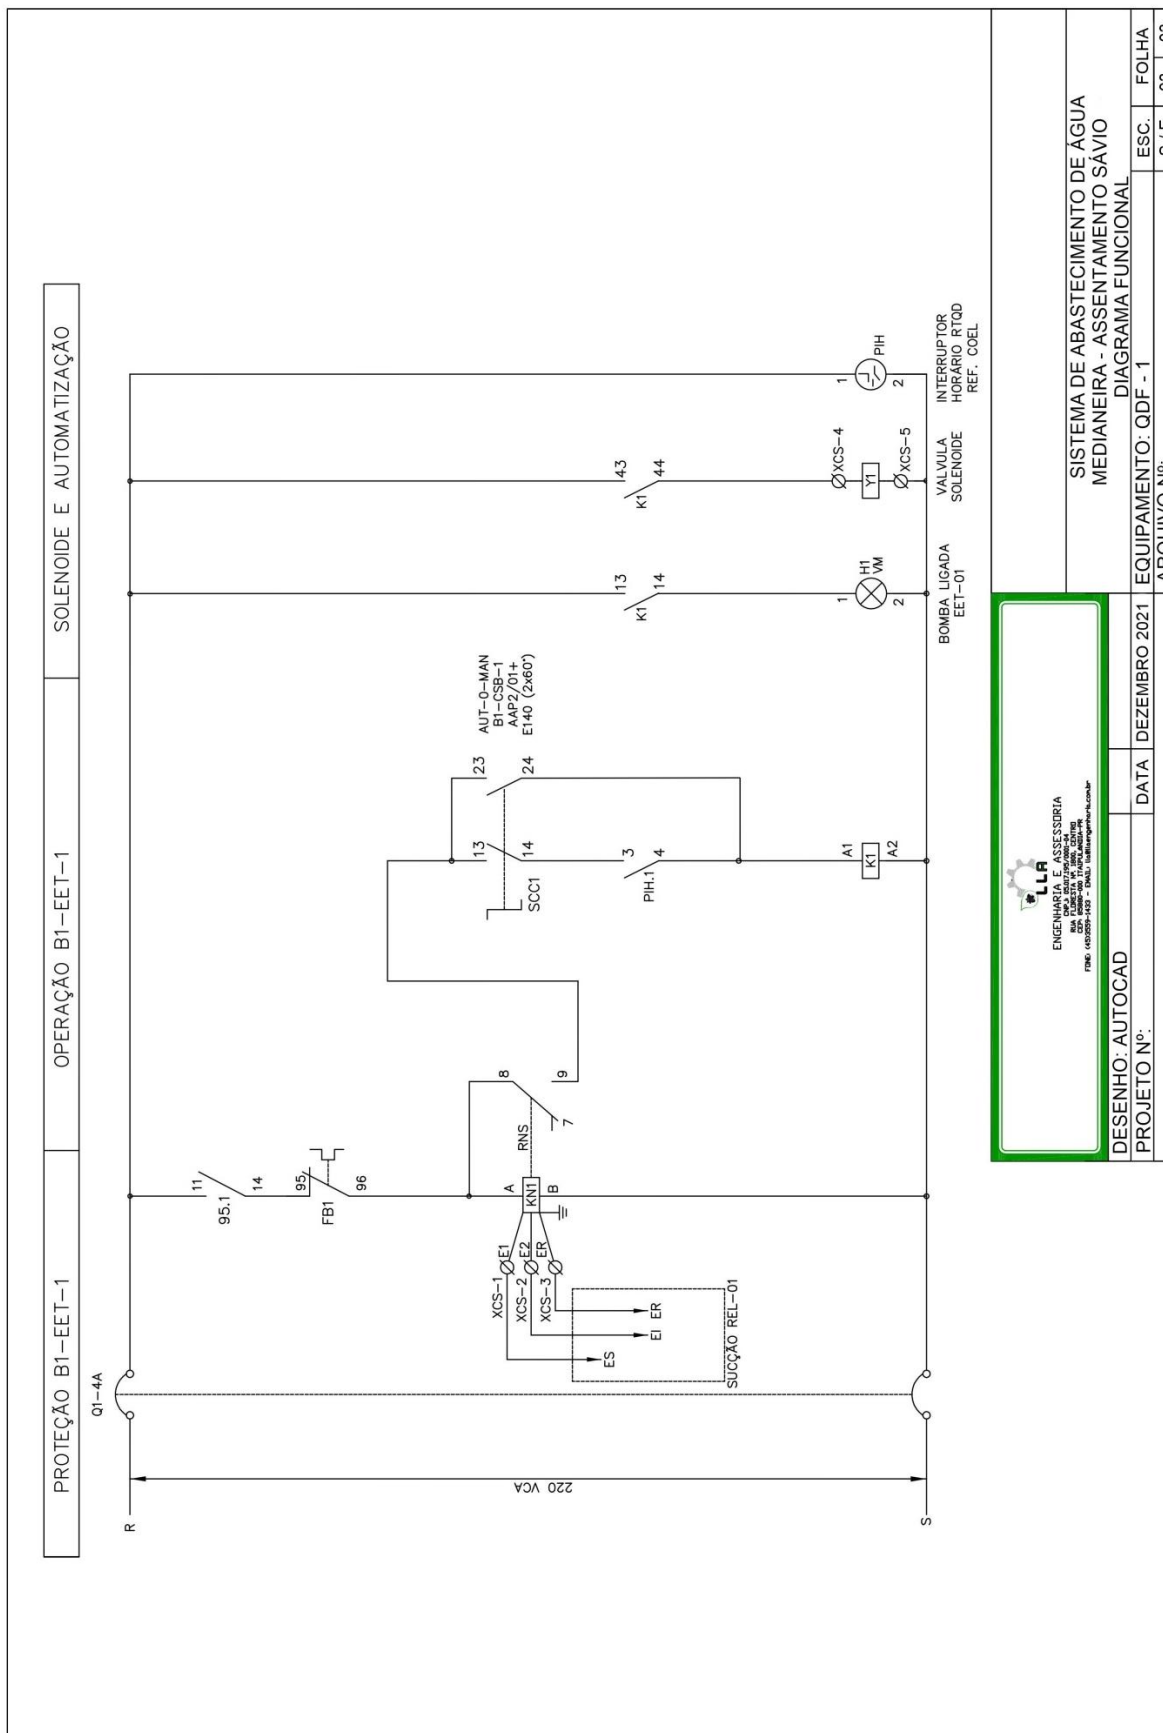 PROTEÇÃO B1-EET-1
OPERAÇÃO B1-EET-1
SOLENOIDE E AUTOMATIZAÇÃO
Q1-4A
R
S
220 VCA
11
95.1
14
95
FB1
96
A
KN1
B
RNS
8
7
9
XCS-1
E1
XCS-2
E2
XCS-3
ER
ES
EI
ER
SUCÇÃO REL-01
13
14
SCC1
23
24
AUT-0-MAN
B1-CSB-1
AAP2/01+
E140 (2x60°)
3
PIH.1
4
A1
K1
A2
13
K1
14
1
H1
VM
2
BOMBA LIGADA
EET-01
43
K1
44
XCS-4
Y1
XCS-5
VALVULA
SOLENOIDE
1
PIH
2
INTERRUPTOR
HORÁRIO RTQD
REF. COEL
LLA
ENGENHARIA E ASSESSORIA
SISTEMA DE ABASTECIMENTO DE ÁGUA
MEDIANEIRA - ASSENTAMENTO SÁVIO
DIAGRAMA FUNCIONAL
DESENHO: AUTOCAD
DATA
DEZEMBRO 2021
EQUIPAMENTO: QDF - 1
ESC.
FOLHA
PROJETO Nº:
ARQUIVO Nº: